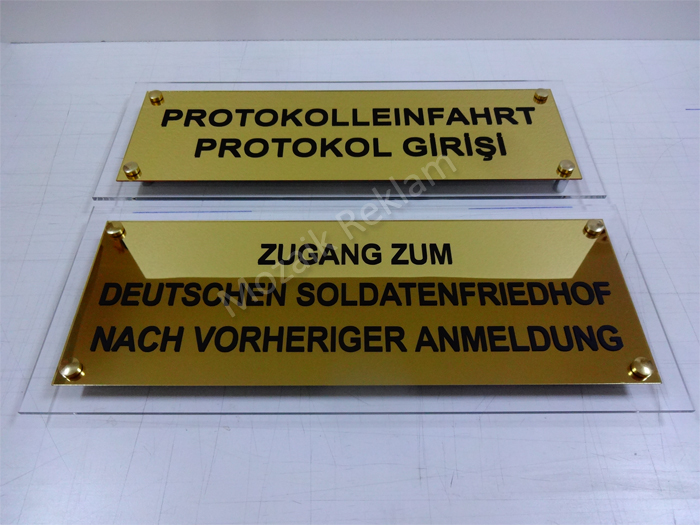 PROTOKOLLEINFAHRT
PROTOKOL GİRİŞİ
ZUGANG ZUM
DEUTSCHEN SOLDATENFRIEDHOF
NACH VORHERIGER ANMELDUNG
Mozaik Reklam